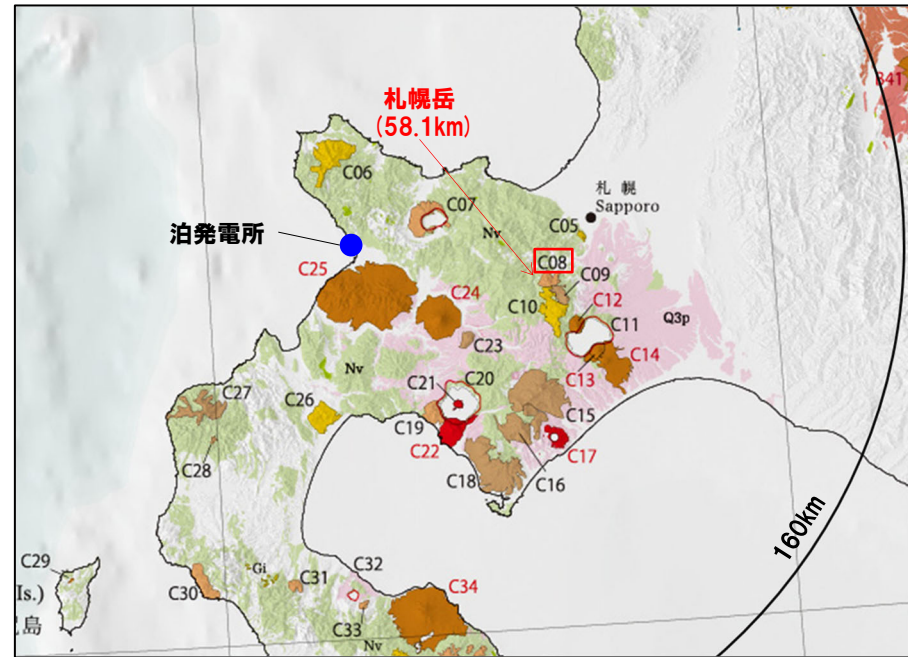 B41
札幌岳
(58.1km)
C06
札 幌
Sapporo
C07
C05
Nv
泊発電所
C08
C25
C09
C24
C10
C12
C11
Q3p
C23
C14
Nv
C13
C21
C20
C27
C26
C15
C19
C22
C17
C28
C16
C18
160km
C29
C32
Gi
C31
C34
Is.)
C30
C33
島
Nv